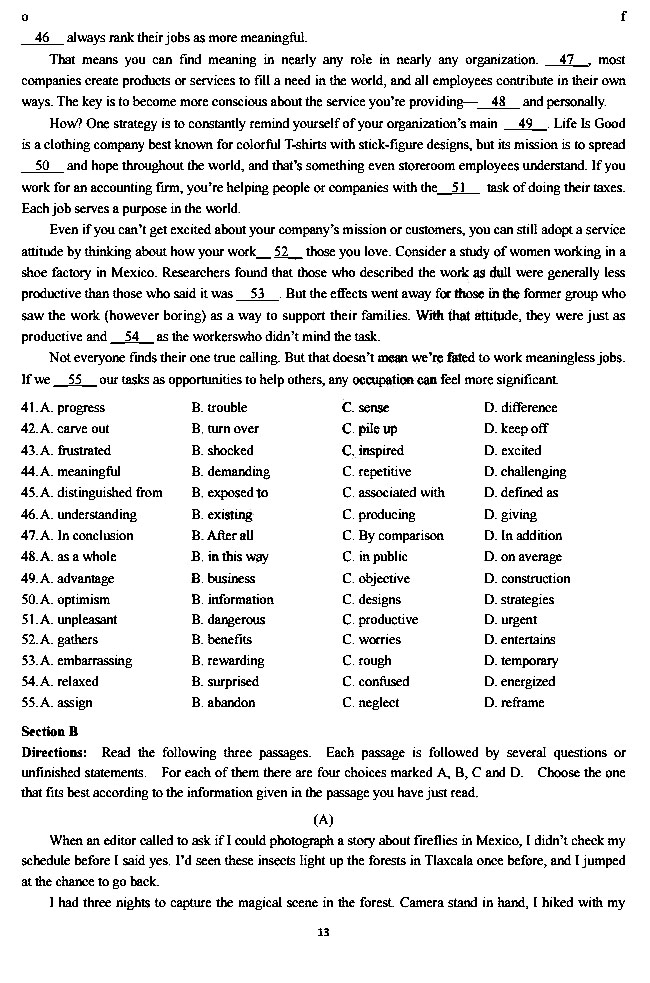 o f
46 always rank their jobs as more meaningful.
That means you can find meaning in nearly any role in nearly any organization. 47 , most
companies create products or services to fill a need in the world, and all employees contribute in their own
ways. The key is to become more conscious about the service you're providing— 48 and personally.
How? One strategy is to constantly remind yourself of your organization's main 49 . Life Is Good
is a clothing company best known for colorful T-shirts with stick-figure designs, but its mission is to spread
50 and hope throughout the world, and that's something even storeroom employees understand. If you
work for an accounting firm, you're helping people or companies with the 51 task of doing their taxes.
Each job serves a purpose in the world.
Even if you can't get excited about your company's mission or customers, you can still adopt a service
attitude by thinking about how your work 52 those you love. Consider a study of women working in a
shoe factory in Mexico. Researchers found that those who described the work as dull were generally less
productive than those who said it was 53 . But the effects went away for those in the former group who
saw the work (however boring) as a way to support their families. With that attitude, they were just as
productive and 54 as the workerswho didn't mind the task.
Not everyone finds their one true calling. But that doesn't mean we're fated to work meaningless jobs.
If we 55 our tasks as opportunities to help others, any occupation can feel more significant.
41. A. progress B. trouble C. sense D. difference
42. A. carve out B. turn over C. pile up D. keep off
43. A. frustrated B. shocked C. inspired D. excited
44. A. meaningful B. demanding C. repetitive D. challenging
45. A. distinguished from B. exposed to C. associated with D. defined as
46. A. understanding B. existing C. producing D. giving
47. A. In conclusion B. After all C. By comparison D. In addition
48. A. as a whole B. in this way C. in public D. on average
49. A. advantage B. business C. objective D. construction
50. A. optimism B. information C. designs D. strategies
51. A. unpleasant B. dangerous C. productive D. urgent
52. A. gathers B. benefits C. worries D. entertains
53. A. embarrassing B. rewarding C. rough D. temporary
54. A. relaxed B. surprised C. confused D. energized
55. A. assign B. abandon C. neglect D. reframe
Section B
Directions: Read the following three passages. Each passage is followed by several questions or
unfinished statements. For each of them there are four choices marked A, B, C and D. Choose the one
that fits best according to the information given in the passage you have just read.
(A)
When an editor called to ask if I could photograph a story about fireflies in Mexico, I didn't check my
schedule before I said yes. I'd seen these insects light up the forests in Tlaxcala once before, and I jumped
at the chance to go back.
I had three nights to capture the magical scene in the forest. Camera stand in hand, I hiked with my
13